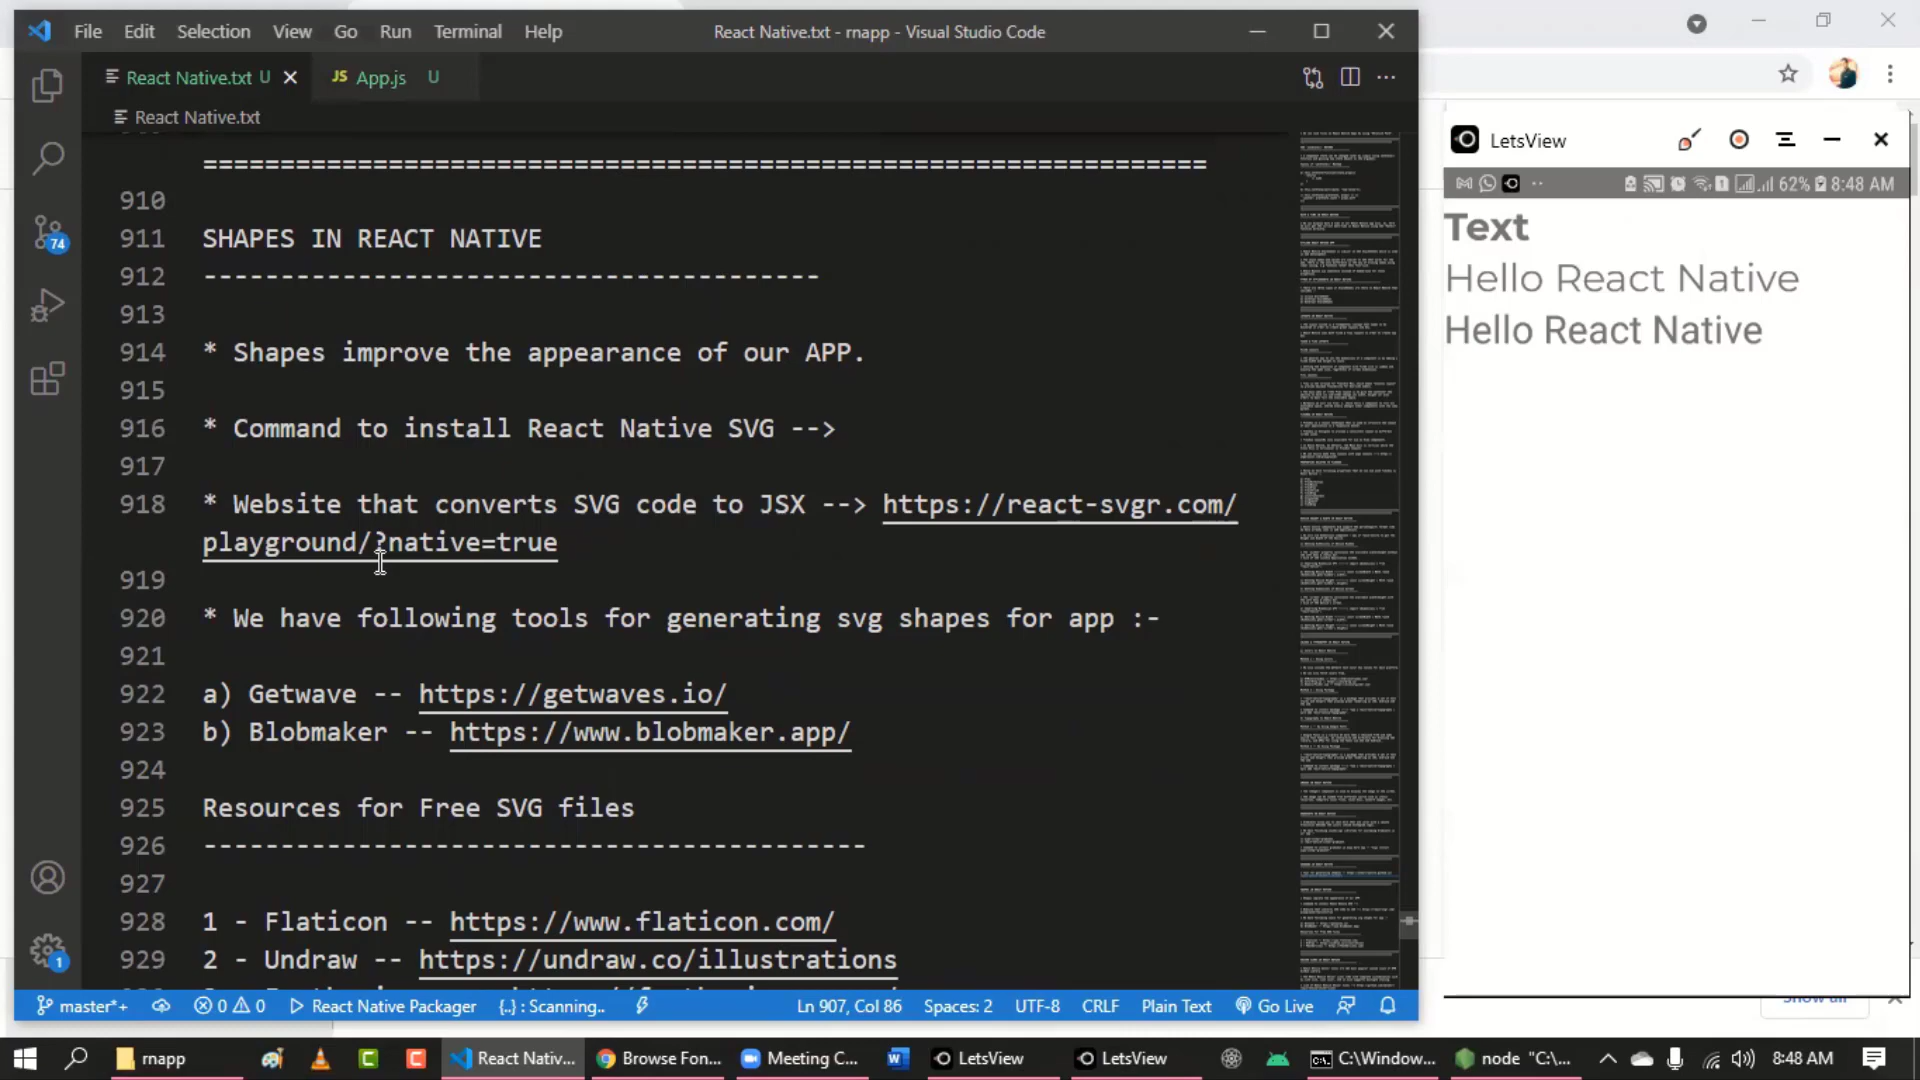 File Edit Selection View Go Run Terminal Help React Native.txt - rnapp - Visual Studio Code
React Native.txt U JS App.js U
React Native.txt
=================================================================
910
911 SHAPES IN REACT NATIVE
912 ----------------------------------------
913
914 * Shapes improve the appearance of our APP.
915
916 * Command to install React Native SVG -->
917
918 * Website that converts SVG code to JSX --> https://react-svgr.com/
playground/?native=true
919
920 * We have following tools for generating svg shapes for app :-
921
922 a) Getwave -- https://getwaves.io/
923 b) Blobmaker -- https://www.blobmaker.app/
924
925 Resources for Free SVG files
926 -------------------------------------------
927
928 1 - Flaticon -- https://www.flaticon.com/
929 2 - Undraw -- https://undraw.co/illustrations
74
1
master*+ 0 0 React Native Packager {..} : Scanning.. Ln 907, Col 86 Spaces: 2 UTF-8 CRLF Plain Text Go Live
LetsView
62% 8:48 AM
Text
Hello React Native
Hello React Native
Show all
rnapp React Nativ... Browse Fon... Meeting C... LetsView LetsView C:\Window... node "C:\... 8:48 AM